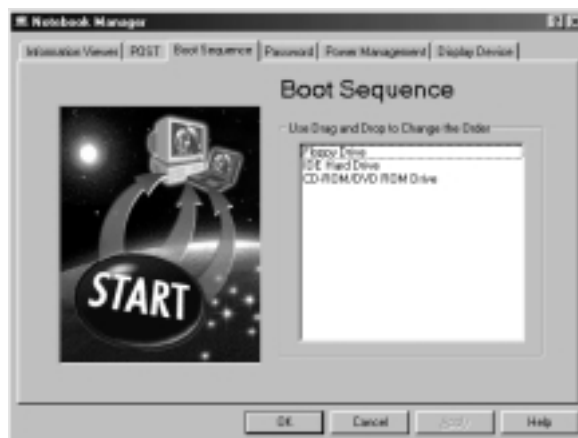 Notebook Manager
Information Viewer POST Boot Sequence Password Power Management Display Device
Boot Sequence
Use Drag and Drop to Change the Order
Floppy Drive
IDE Hard Drive
CD-ROM/DVD ROM Drive
START
OK Cancel Apply Help